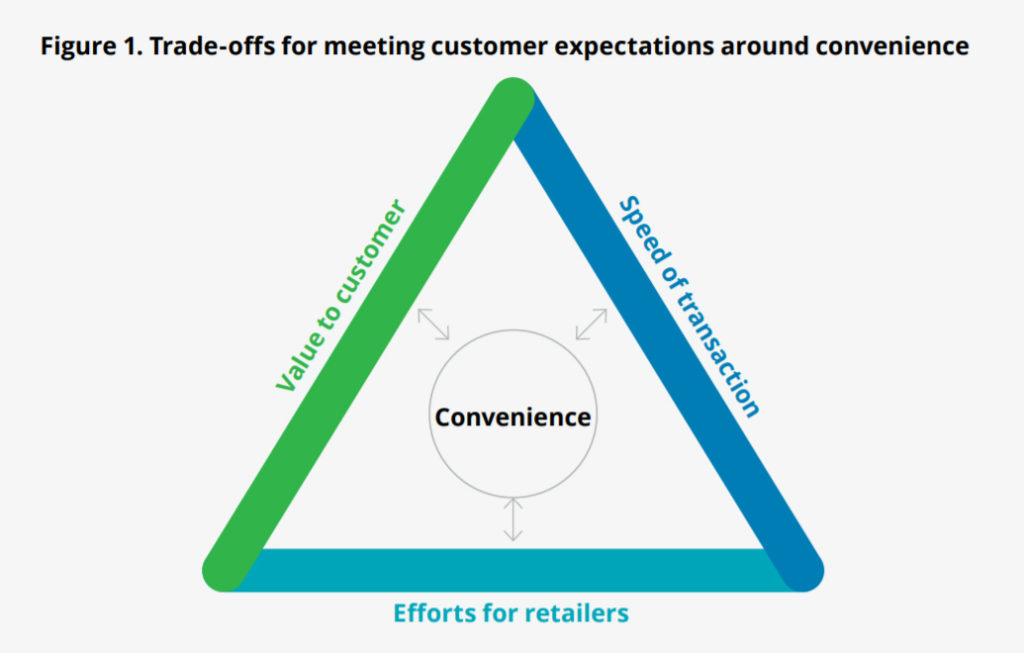 Figure 1. Trade-offs for meeting customer expectations around convenience
Value to customer
Speed of transaction
Convenience
Efforts for retailers